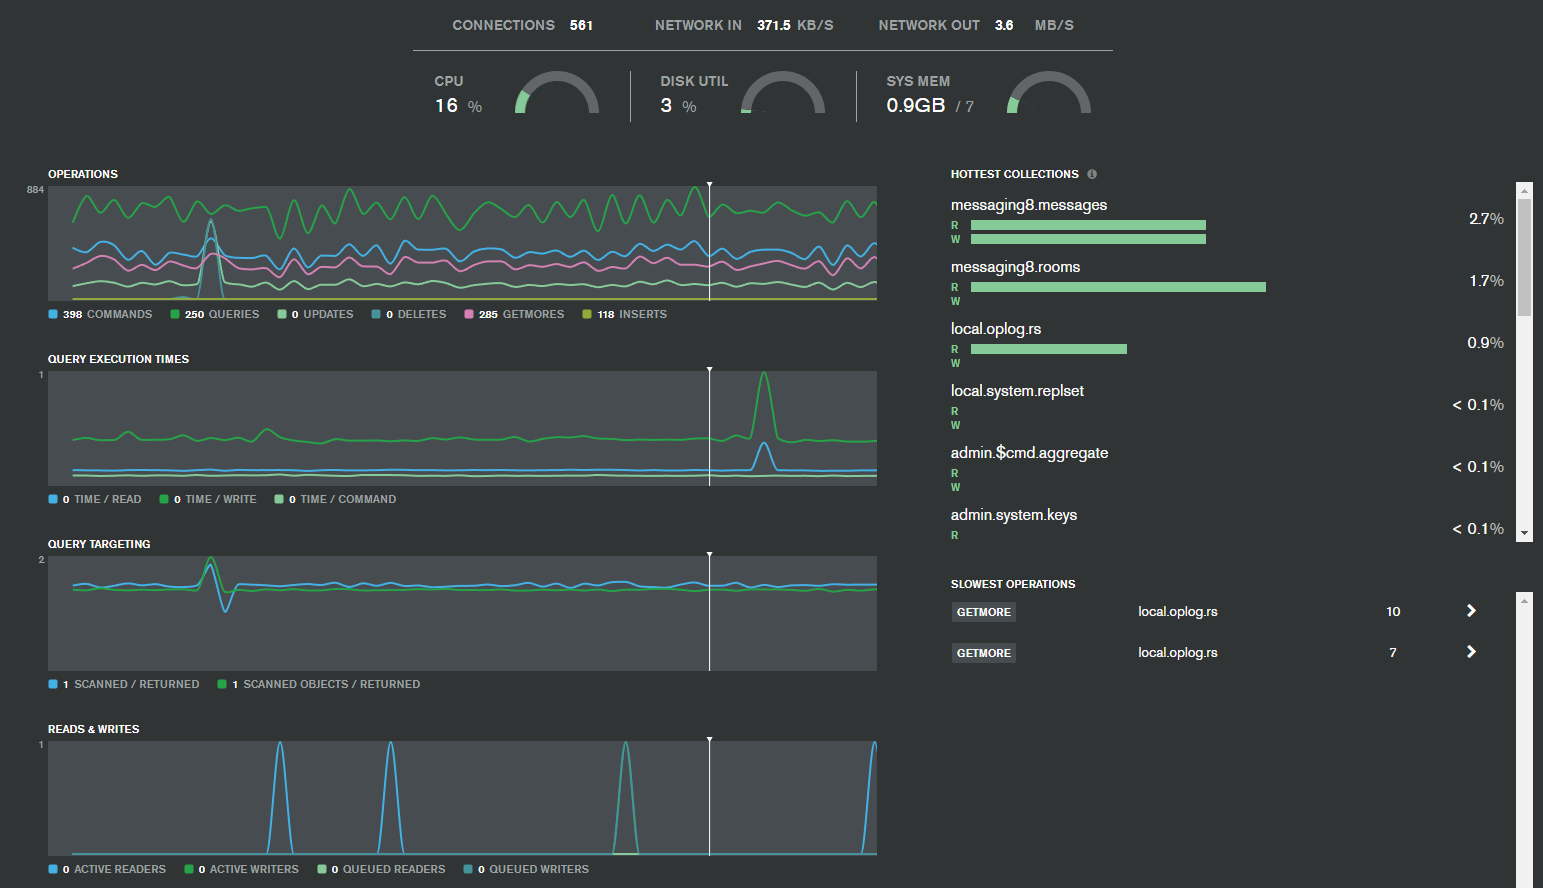 CONNECTIONS 561 NETWORK IN 371.5 KB/S NETWORK OUT 3.6 MB/S
CPU
16 %
DISK UTIL
3 %
SYS MEM
0.9GB / 7
OPERATIONS
884
398 COMMANDS 250 QUERIES 0 UPDATES 0 DELETES 285 GETMORES 118 INSERTS
QUERY EXECUTION TIMES
1
0 TIME / READ 0 TIME / WRITE 0 TIME / COMMAND
QUERY TARGETING
2
1 SCANNED / RETURNED 1 SCANNED OBJECTS / RETURNED
READS & WRITES
1
0 ACTIVE READERS 0 ACTIVE WRITERS 0 QUEUED READERS 0 QUEUED WRITERS
HOTTEST COLLECTIONS i
messaging8.messages
R
W
2.7%
messaging8.rooms
R
W
1.7%
local.oplog.rs
R
W
0.9%
local.system.replset
R
W
< 0.1%
admin.$cmd.aggregate
R
W
< 0.1%
admin.system.keys
R
< 0.1%
SLOWEST OPERATIONS
GETMORE local.oplog.rs 10
GETMORE local.oplog.rs 7